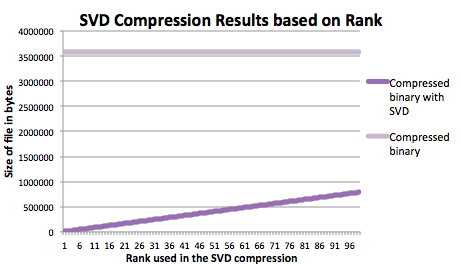 SVD Compression Results based on Rank
4000000
3500000
3000000
2500000
2000000
1500000
1000000
500000
0
Size of file in bytes
1 6 11 16 21 26 31 36 41 46 51 56 61 66 71 76 81 86 91 96
Rank used in the SVD compression
Compressed
binary with
SVD
Compressed
binary